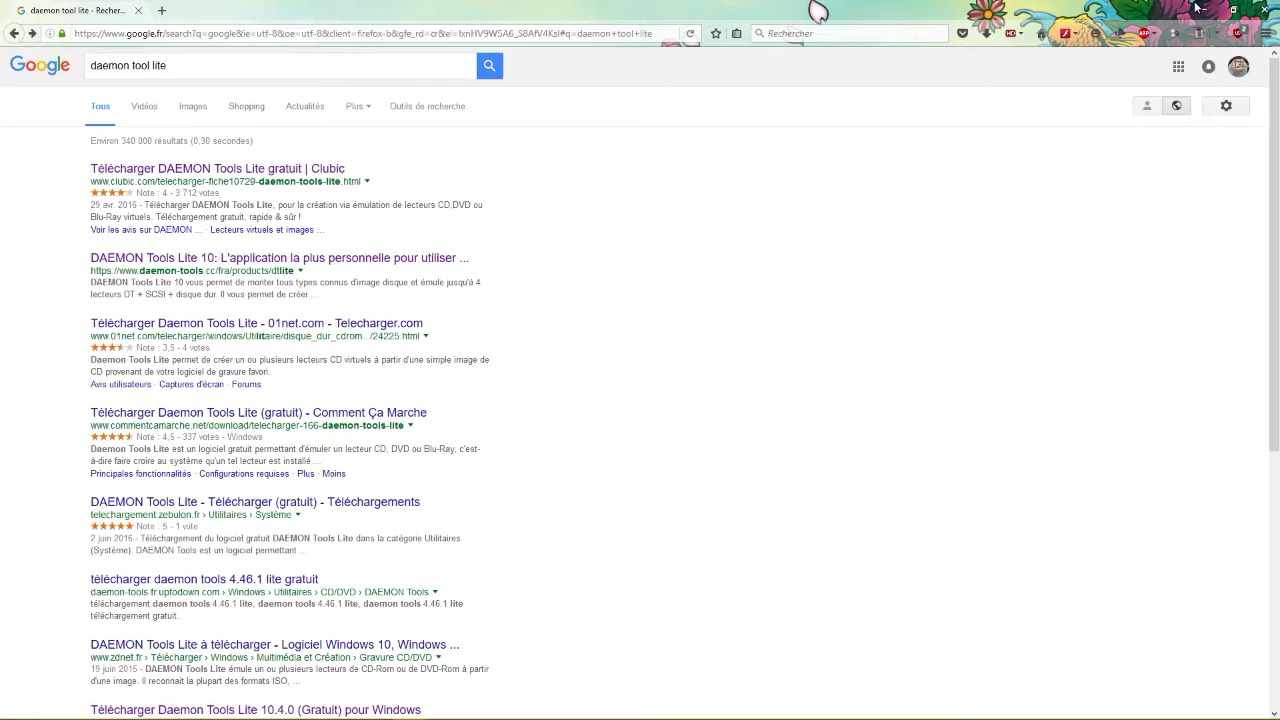 daemon tool lite - Recher...
https://www.google.fr/search?q=google&ie=utf-8&oe=utf-8&client=firefox-b&gfe_rd=cr&ei=IxnHV9W5A6_S8AfV4KsI#q=daemon+tool+lite
Rechercher
Google
daemon tool lite
Tous Vidéos Images Shopping Actualités Plus Outils de recherche
Environ 340 000 résultats (0,30 secondes)
Télécharger DAEMON Tools Lite gratuit | Clubic
www.clubic.com/telecharger-fiche10729-daemon-tools-lite.html
Note : 4 - 3 712 votes
29 avr. 2016 - Télécharger DAEMON Tools Lite, pour la création via émulation de lecteurs CD,DVD ou
Blu-Ray virtuels. Téléchargement gratuit, rapide & sûr !
Voir les avis sur DAEMON ... · Lecteurs virtuels et images ...
DAEMON Tools Lite 10: L'application la plus personnelle pour utiliser ...
https://www.daemon-tools.cc/fra/products/dtlite
DAEMON Tools Lite 10 vous permet de monter tous types connus d'image disque et émule jusqu'à 4
lecteurs DT + SCSI + disque dur. Il vous permet de créer ...
Télécharger Daemon Tools Lite - 01net.com - Telecharger.com
www.01net.com/telecharger/windows/Utilitaire/disque_dur_cdrom.../24225.html
Note : 3,5 - 4 votes
Daemon Tools Lite permet de créer un ou plusieurs lecteurs CD virtuels à partir d'une simple image de
CD provenant de votre logiciel de gravure favori.
Avis utilisateurs · Captures d'écran · Forums
Télécharger Daemon Tools Lite (gratuit) - Comment Ça Marche
www.commentcamarche.net/download/telecharger-166-daemon-tools-lite
Note : 4,5 - 337 votes - Windows
Daemon Tools Lite est un logiciel gratuit permettant d'émuler un lecteur CD, DVD ou Blu-Ray, c'est-
à-dire faire croire au système qu'un tel lecteur est installé ...
Principales fonctionnalités · Configurations requises · Plus · Moins
DAEMON Tools Lite - Télécharger (gratuit) - Téléchargements
telechargement.zebulon.fr › Utilitaires › Système
Note : 5 - 1 vote
2 juin 2016 - Téléchargement du logiciel gratuit DAEMON Tools Lite dans la catégorie Utilitaires
(Système). DAEMON Tools est un logiciel permettant ...
télécharger daemon tools 4.46.1 lite gratuit
daemon-tools.fr.uptodown.com › Windows › Utilitaires › CD/DVD › DAEMON Tools
téléchargement daemon tools 4.46.1 lite, daemon tools 4.46.1 lite, daemon tools 4.46.1 lite
téléchargement gratuit.
DAEMON Tools Lite à télécharger - Logiciel Windows 10, Windows ...
www.zdnet.fr › Télécharger › Windows › Multimédia et Création › Gravure CD/DVD
19 juin 2015 - DAEMON Tools Lite émule un ou plusieurs lecteurs de CD-Rom ou de DVD-Rom à partir
d'une image. Il reconnait la plupart des formats ISO, ...
Télécharger Daemon Tools Lite 10.4.0 (Gratuit) pour Windows